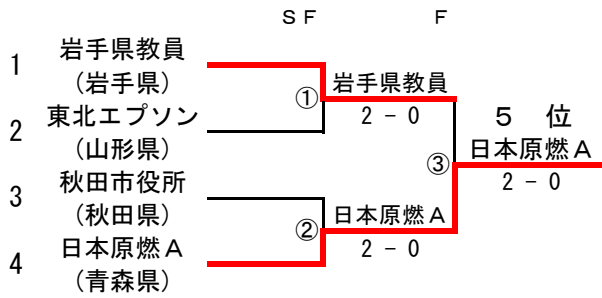 ＳＦ Ｆ
1 岩手県教員
（岩手県）
2 東北エプソン
（山形県）
3 秋田市役所
（秋田県）
4 日本原燃Ａ
（青森県）
① 岩手県教員
2 - 0
② 日本原燃Ａ
2 - 0
５　位
③ 日本原燃Ａ
2 - 0